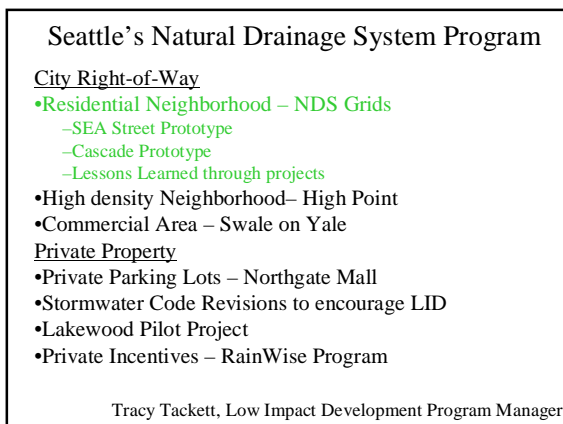 Seattle's Natural Drainage System Program
City Right-of-Way
•Residential Neighborhood – NDS Grids
–SEA Street Prototype
–Cascade Prototype
–Lessons Learned through projects
•High density Neighborhood– High Point
•Commercial Area – Swale on Yale
Private Property
•Private Parking Lots – Northgate Mall
•Stormwater Code Revisions to encourage LID
•Lakewood Pilot Project
•Private Incentives – RainWise Program
Tracy Tackett, Low Impact Development Program Manager